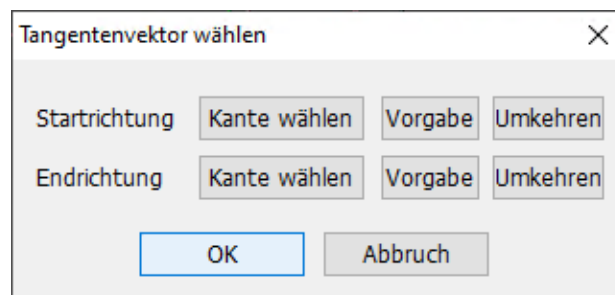 Tangentenvektor wählen
Startrichtung Kante wählen Vorgabe Umkehren
Endrichtung Kante wählen Vorgabe Umkehren
OK Abbruch